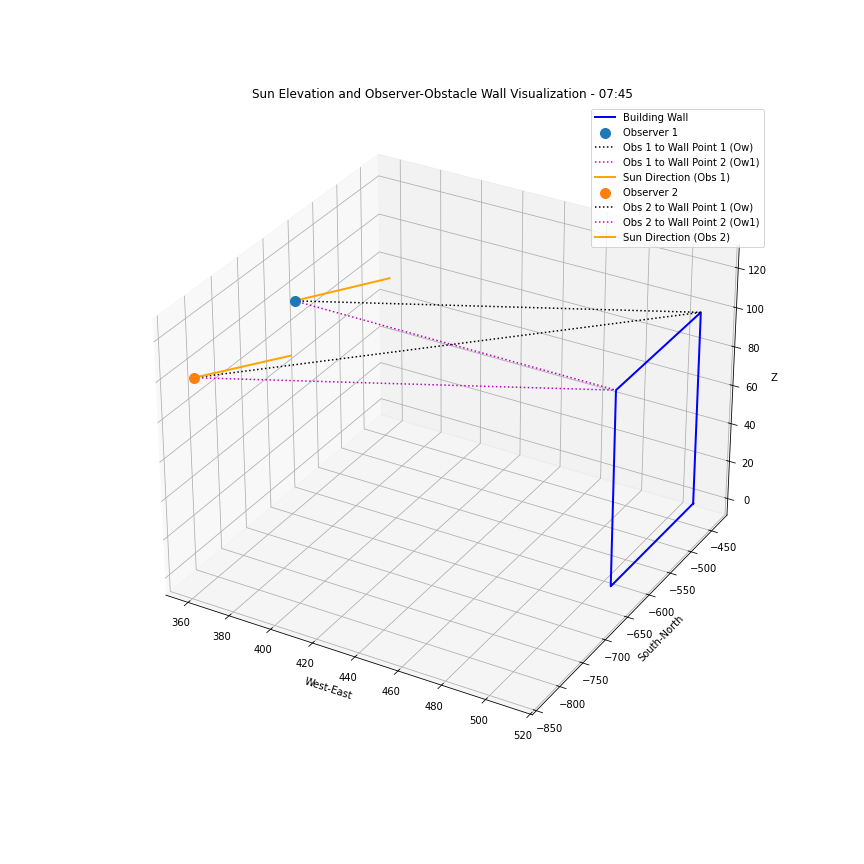 Sun Elevation and Observer-Obstacle Wall Visualization - 07:45
Building Wall
Observer 1
Obs 1 to Wall Point 1 (Ow)
Obs 1 to Wall Point 2 (Ow1)
Sun Direction (Obs 1)
Observer 2
Obs 2 to Wall Point 1 (Ow)
Obs 2 to Wall Point 2 (Ow1)
Sun Direction (Obs 2)
120
100
80
Z
60
40
20
0
−450
−500
−550
−600
−650
−700
−750
−800
−850
South-North
360
380
400
420
440
460
480
500
520
West-East